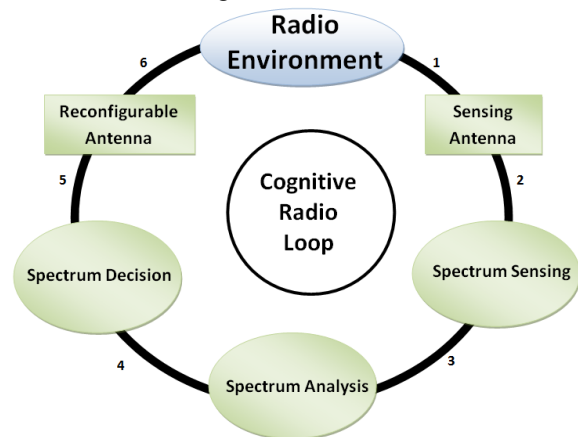 Radio
Environment
6
1
Reconfigurable
Antenna
Sensing
Antenna
5
2
Cognitive
Radio
Loop
Spectrum Decision
Spectrum Sensing
4
3
Spectrum Analysis